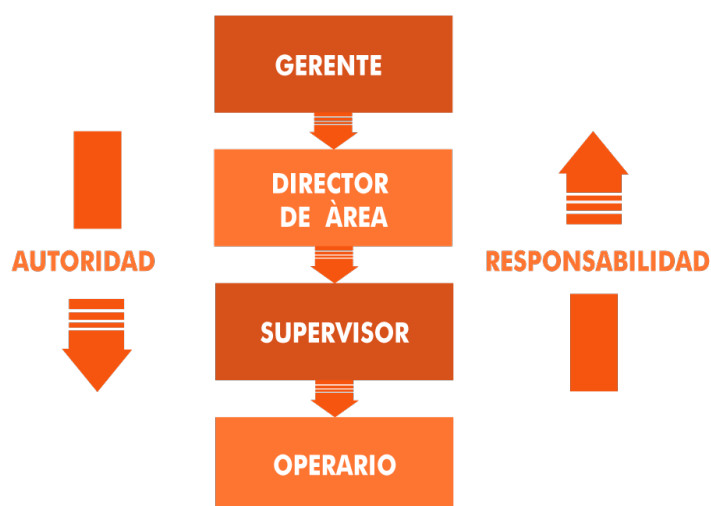 GERENTE
DIRECTOR
DE ÀREA
AUTORIDAD
RESPONSABILIDAD
SUPERVISOR
OPERARIO